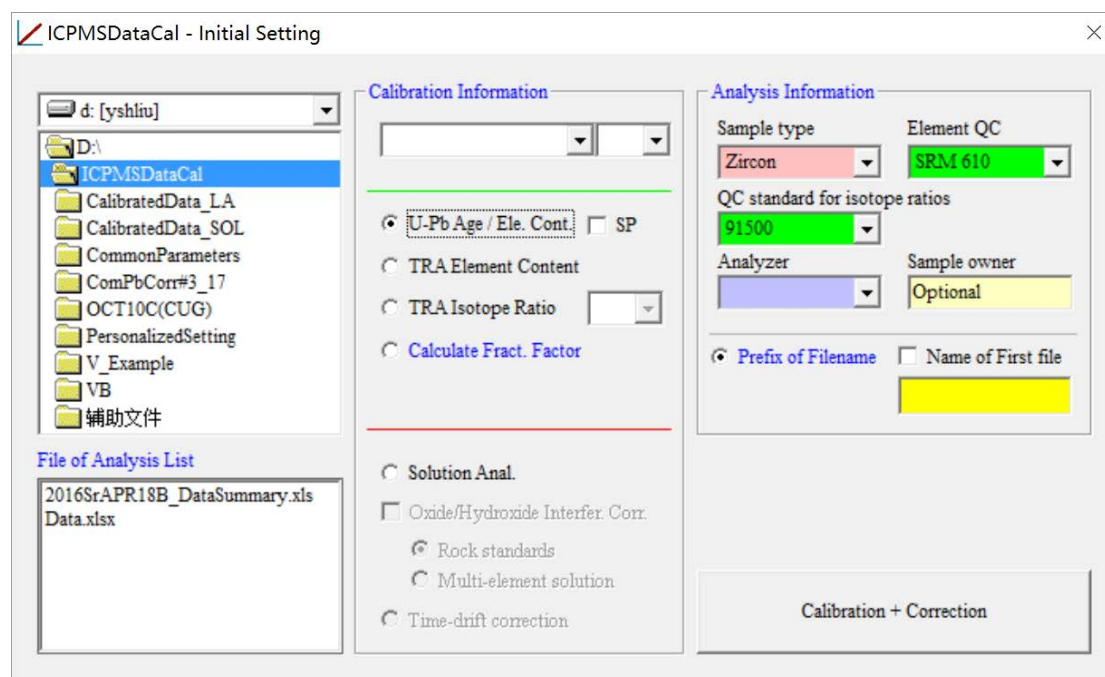 ICPMSDataCal - Initial Setting
d: [yshliu]
D:\
ICPMSDataCal
CalibratedData_LA
CalibratedData_SOL
CommonParameters
ComPbCorr#3_17
OCT10C(CUG)
PersonalizedSetting
V_Example
VB
辅助文件
File of Analysis List
2016SrAPR18B_DataSummary.xls
Data.xlsx
Calibration Information
U-Pb Age / Ele. Cont. SP
TRA Element Content
TRA Isotope Ratio
Calculate Fract. Factor
Solution Anal.
Oxide/Hydroxide Interfer. Corr.
Rock standards
Multi-element solution
Time-drift correction
Analysis Information
Sample type Element QC
Zircon SRM 610
QC standard for isotope ratios
91500
Analyzer Sample owner
Optional
Prefix of Filename Name of First file
Calibration + Correction